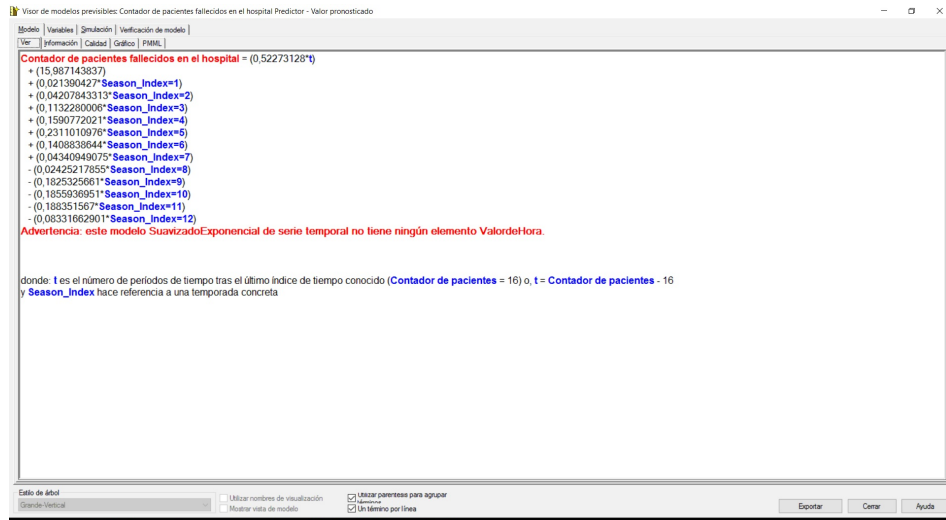 Visor de modelos previsibles: Contador de pacientes fallecidos en el hospital Predictor - Valor pronosticado
Modelo Variables Simulación Verificación de modelo
Ver Información Calidad Gráfico PMML
Contador de pacientes fallecidos en el hospital = (0,52273128*t)
+ (15,987143837)
+ (0,021390427*Season_Index=1)
+ (0,04207843313*Season_Index=2)
+ (0,1132280006*Season_Index=3)
+ (0,1590772021*Season_Index=4)
+ (0,2311010976*Season_Index=5)
+ (0,1408838644*Season_Index=6)
+ (0,04340949075*Season_Index=7)
- (0,02425217855*Season_Index=8)
- (0,1825325661*Season_Index=9)
- (0,1855936951*Season_Index=10)
- (0,188351567*Season_Index=11)
- (0,08331662901*Season_Index=12)
Advertencia: este modelo SuavizadoExponencial de serie temporal no tiene ningún elemento ValordeHora.
donde: t es el número de períodos de tiempo tras el último índice de tiempo conocido (Contador de pacientes = 16) o, t = Contador de pacientes - 16
y Season_Index hace referencia a una temporada concreta
Estilo de árbol
Grande-Vertical
Utilizar nombres de visualización
Mostrar vista de modelo
Utilizar paréntesis para agrupar
términos
Un término por línea
Exportar Cerrar Ayuda